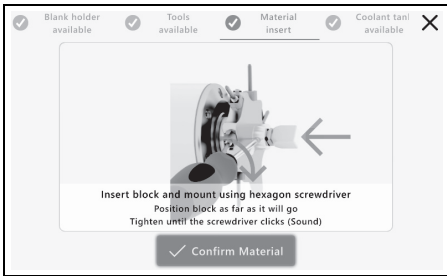 Blank holder
available
Tools
available
Material
insert
Coolant tank
available
Insert block and mount using hexagon screwdriver
Position block as far as it will go
Tighten until the screwdriver clicks (Sound)
Confirm Material